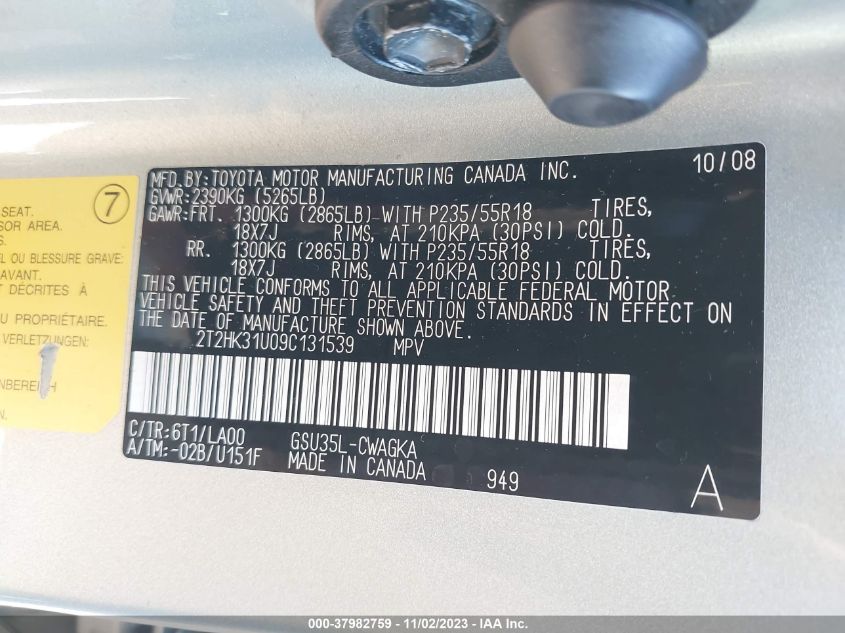 7
SEAT.
SOR AREA.
S.
EL OU BLESSURE GRAVE:
AVANT.
T DÉCRITES À
U PROPRIÉTAIRE.
VERLETZUNGEN:
NBEREICH
MFD. BY: TOYOTA MOTOR MANUFACTURING CANADA INC. 10/08
GVWR: 2390KG (5265LB)
GAWR: FRT. 1300KG (2865LB) WITH P235/55R18 TIRES,
18X7J RIMS, AT 210KPA (30PSI) COLD.
RR. 1300KG (2865LB) WITH P235/55R18 TIRES,
18X7J RIMS, AT 210KPA (30PSI) COLD.
THIS VEHICLE CONFORMS TO ALL APPLICABLE FEDERAL MOTOR
VEHICLE SAFETY AND THEFT PREVENTION STANDARDS IN EFFECT ON
THE DATE OF MANUFACTURE SHOWN ABOVE.
2T2HK31U09C131539 MPV
C/TR: 6T1/LA00 GSU35L-CWAGKA
A/TM: -02B/U151F MADE IN CANADA 949 A
000-37982759 — 11/02/2023 — IAA Inc.